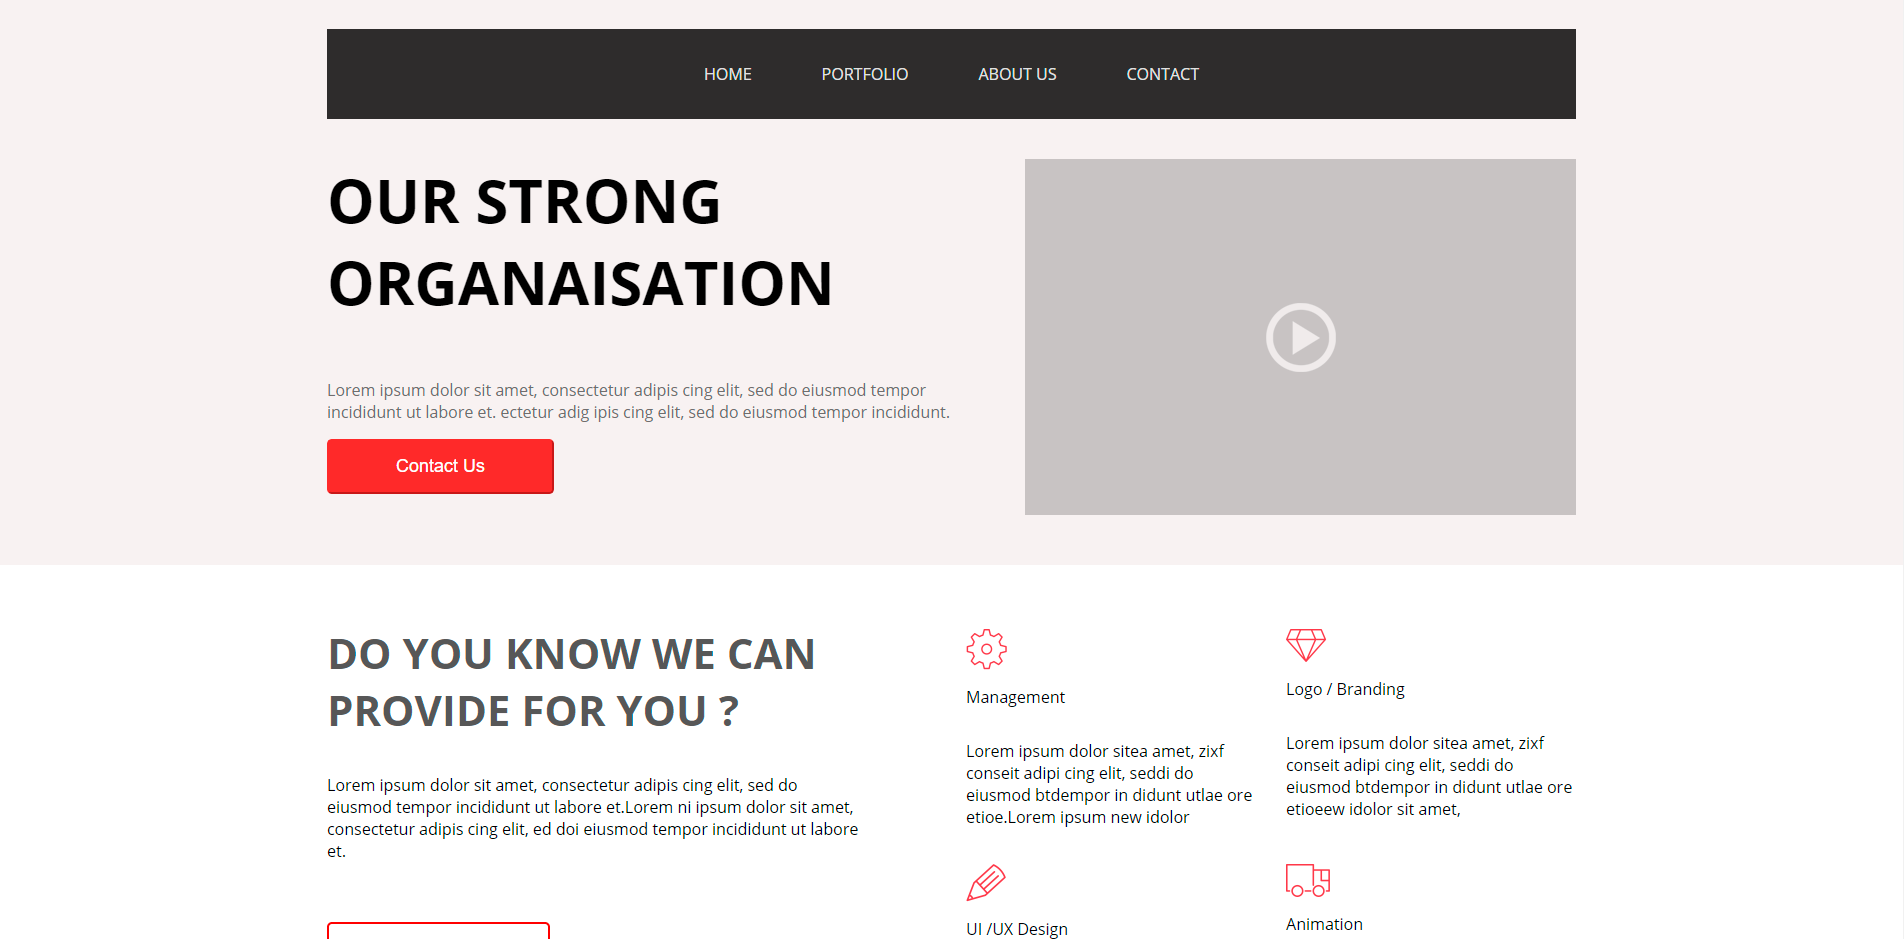 HOME PORTFOLIO ABOUT US CONTACT
OUR STRONG
ORGANAISATION
Lorem ipsum dolor sit amet, consectetur adipis cing elit, sed do eiusmod tempor
incididunt ut labore et. ectetur adig ipis cing elit, sed do eiusmod tempor incididunt.
Contact Us
DO YOU KNOW WE CAN
PROVIDE FOR YOU ?
Lorem ipsum dolor sit amet, consectetur adipis cing elit, sed do
eiusmod tempor incididunt ut labore et.Lorem ni ipsum dolor sit amet,
consectetur adipis cing elit, ed doi eiusmod tempor incididunt ut labore
et.
Management
Lorem ipsum dolor sitea amet, zixf
conseit adipi cing elit, seddi do
eiusmod btdempor in didunt utlae ore
etioe.Lorem ipsum new idolor
Logo / Branding
Lorem ipsum dolor sitea amet, zixf
conseit adipi cing elit, seddi do
eiusmod btdempor in didunt utlae ore
etioeew idolor sit amet,
UI /UX Design
Animation